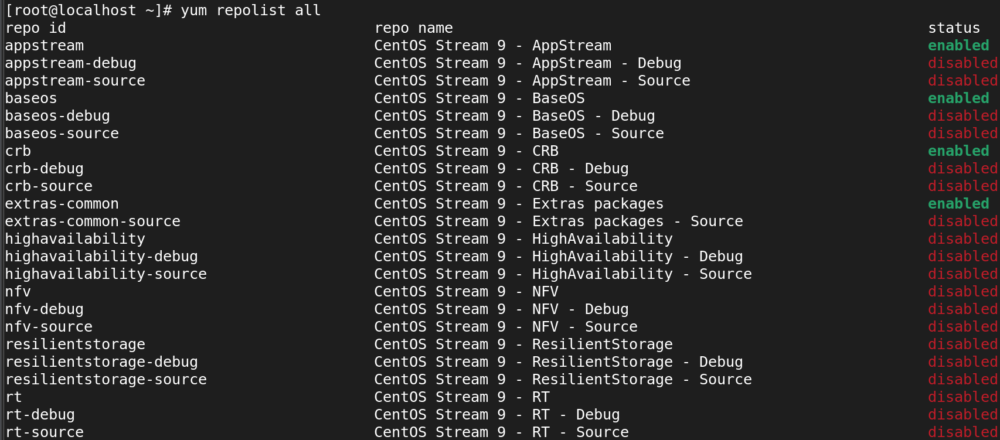 [root@localhost ~]# yum repolist all
repo id repo name status
appstream CentOS Stream 9 - AppStream enabled
appstream-debug CentOS Stream 9 - AppStream - Debug disabled
appstream-source CentOS Stream 9 - AppStream - Source disabled
baseos CentOS Stream 9 - BaseOS enabled
baseos-debug CentOS Stream 9 - BaseOS - Debug disabled
baseos-source CentOS Stream 9 - BaseOS - Source disabled
crb CentOS Stream 9 - CRB enabled
crb-debug CentOS Stream 9 - CRB - Debug disabled
crb-source CentOS Stream 9 - CRB - Source disabled
extras-common CentOS Stream 9 - Extras packages enabled
extras-common-source CentOS Stream 9 - Extras packages - Source disabled
highavailability CentOS Stream 9 - HighAvailability disabled
highavailability-debug CentOS Stream 9 - HighAvailability - Debug disabled
highavailability-source CentOS Stream 9 - HighAvailability - Source disabled
nfv CentOS Stream 9 - NFV disabled
nfv-debug CentOS Stream 9 - NFV - Debug disabled
nfv-source CentOS Stream 9 - NFV - Source disabled
resilientstorage CentOS Stream 9 - ResilientStorage disabled
resilientstorage-debug CentOS Stream 9 - ResilientStorage - Debug disabled
resilientstorage-source CentOS Stream 9 - ResilientStorage - Source disabled
rt CentOS Stream 9 - RT disabled
rt-debug CentOS Stream 9 - RT - Debug disabled
rt-source CentOS Stream 9 - RT - Source disabled